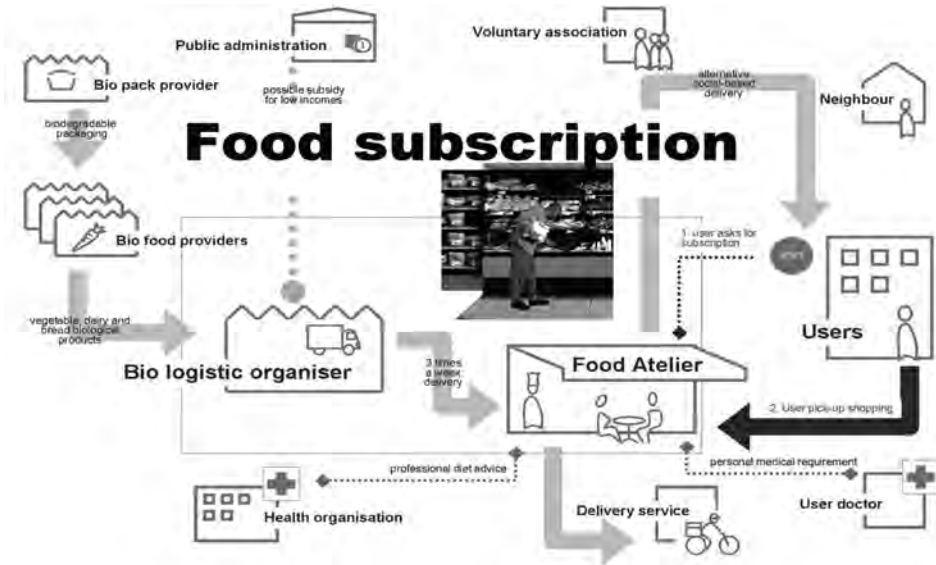 Public administration
Voluntary association
Bio pack provider
possible subsidy
for low incomes
alternative
social-based
delivery
Neighbour
biodegradable
packaging
Food subscription
Bio food providers
1. user asks for
subscription
vegetable, dairy and
bread biological
products
Users
Bio logistic organiser
3 times
a week
delivery
Food Atelier
2. User pick-up shopping
professional diet advice
personal medical requirement
Health organisation
Delivery service
User doctor